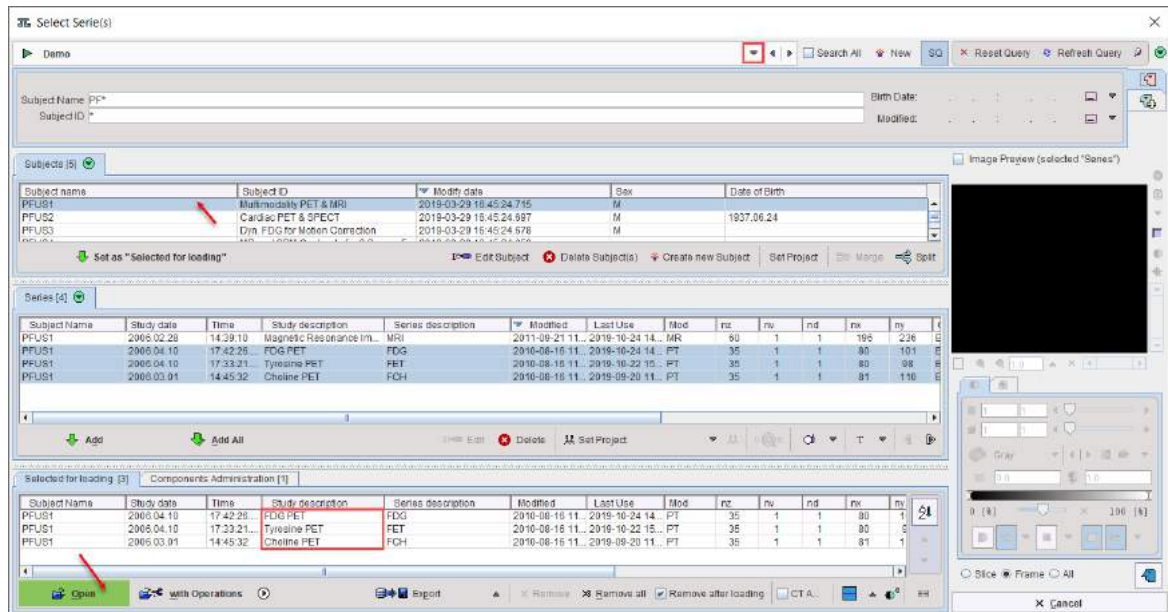 Select Serie(s)
Demo
Search All New SQ Reset Query Refresh Query
Subject Name PF*
Birth Date:
Subject ID *
Modified:
Subjects [5]
Image Preview (selected "Series")
Subject name Subject ID Modify date Sex Date of Birth
PFUS1 Multimodality PET & MRI 2019-03-29 16:45:24.715 M
PFUS2 Cardiac PET & SPECT 2019-03-29 16:45:24.697 M 1937.06.24
PFUS3 Dyn. FDG for Motion Correction 2019-03-29 16:45:24.678 M
Set as "Selected for loading" Edit Subject Delete Subject(s) Create new Subject Set Project Merge Split
Series [4]
Subject Name Study date Time Study description Series description Modified Last Use Mod nz nv nd nx ny
PFUS1 2006.02.28 14:39:10 Magnetic Resonance Im... MRI 2011-09-21 11... 2019-10-24 14... MR 60 1 1 196 236
PFUS1 2006.04.10 17:42:26... FDG PET FDG 2010-08-16 11... 2019-10-24 14... PT 35 1 1 80 101
PFUS1 2006.04.10 17:33:21... Tyrosine PET FET 2010-08-16 11... 2019-10-22 15... PT 35 1 1 80 98
PFUS1 2006.03.01 14:45:32 Choline PET FCH 2010-08-16 11... 2019-09-20 11... PT 35 1 1 81 110
Add Add All Edit Delete Set Project T
Gray
Selected for loading [3] Components Administration [1]
Subject Name Study date Time Study description Series description Modified Last Use Mod nz nv nd nx ny
PFUS1 2006.04.10 17:42:26... FDG PET FDG 2010-08-16 11... 2019-10-24 14... PT 35 1 1 80 1
PFUS1 2006.04.10 17:33:21... Tyrosine PET FET 2010-08-16 11... 2019-10-22 15... PT 35 1 1 80 9
PFUS1 2006.03.01 14:45:32 Choline PET FCH 2010-08-16 11... 2019-09-20 11... PT 35 1 1 81 1
0 [%] 100 [%]
Slice Frame All
Open with Operations Export Remove Remove all Remove after loading CT A...
Cancel